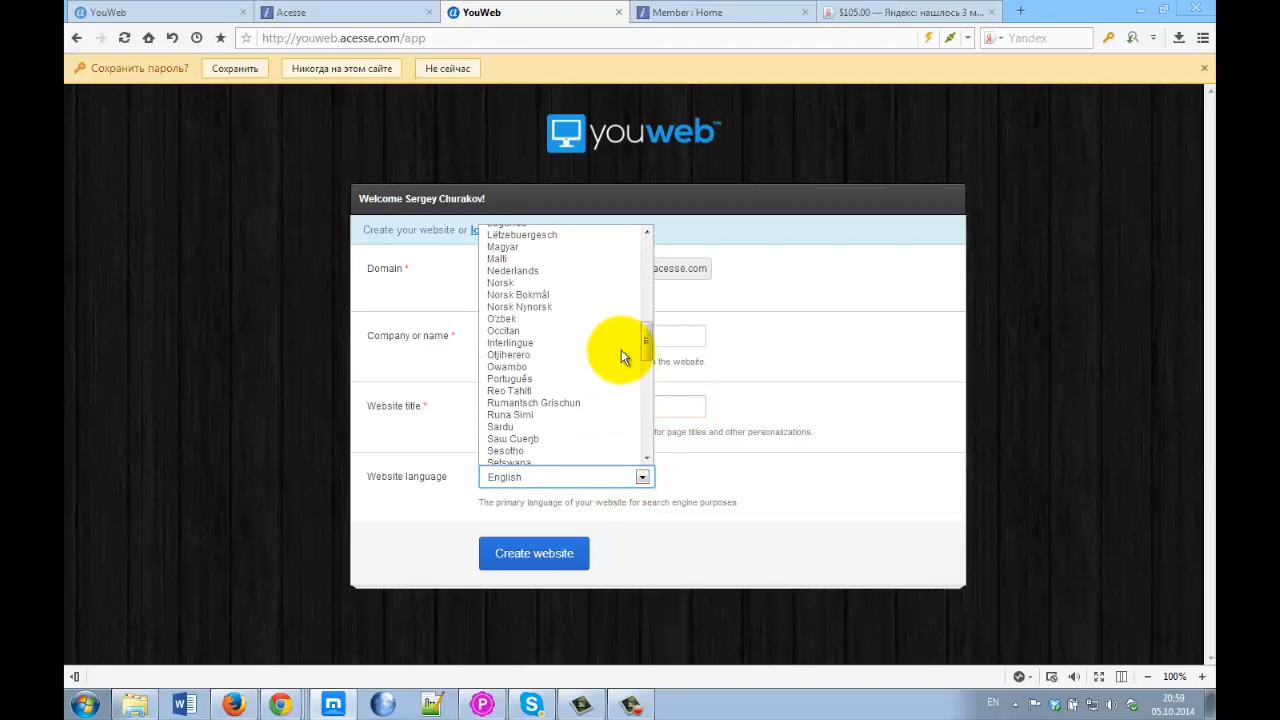 YouWeb
Acesse
YouWeb
Member : Home
$105.00 — Яндекс: нашлось 3 м
http://youweb.acesse.com/app
Yandex
Сохранить пароль?
Сохранить
Никогда на этом сайте
Не сейчас
youweb™
Welcome Sergey Churakov!
Create your website or
Lëtzebuergesch
Magyar
Malti
Domain *
acesse.com
Nederlands
Norsk
Norsk Bokmål
Norsk Nynorsk
O'zbek
Occitan
Company or name *
Interlingue
Otjiherero
the website.
Owambo
Português
Reo Tahiti
Rumantsch Grischun
Website title *
Runa Simi
Sardu
for page titles and other personalizations.
Saш Cueŋb
Sesotho
Setswana
Website language
English
The primary language of your website for search engine purposes.
Create website
100%
EN
20:59
05.10.2014